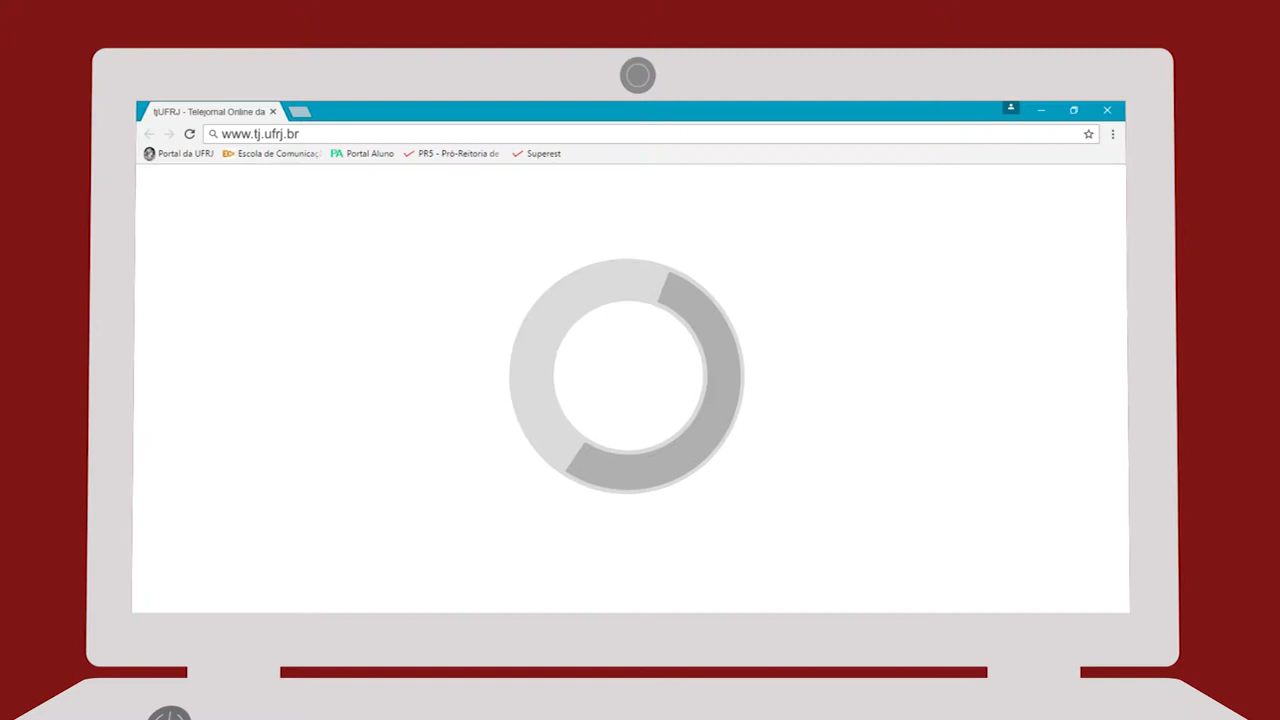 tjUFRJ - Telejornal Online da
www.tj.ufrj.br
Portal da UFRJ Escola de Comunicaç PA Portal Aluno PR5 - Pró-Reitoria de Superest